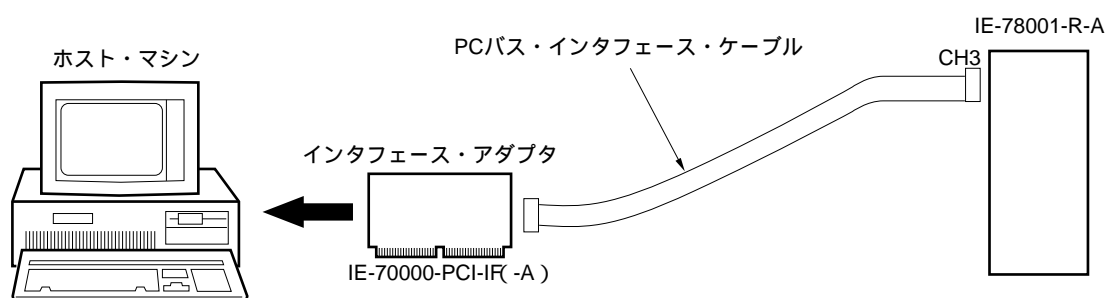 IE-78001-R-A
PCバス・インタフェース・ケーブル
ホスト・マシン
CH3
インタフェース・アダプタ
IE-70000-PCI-IF(-A)